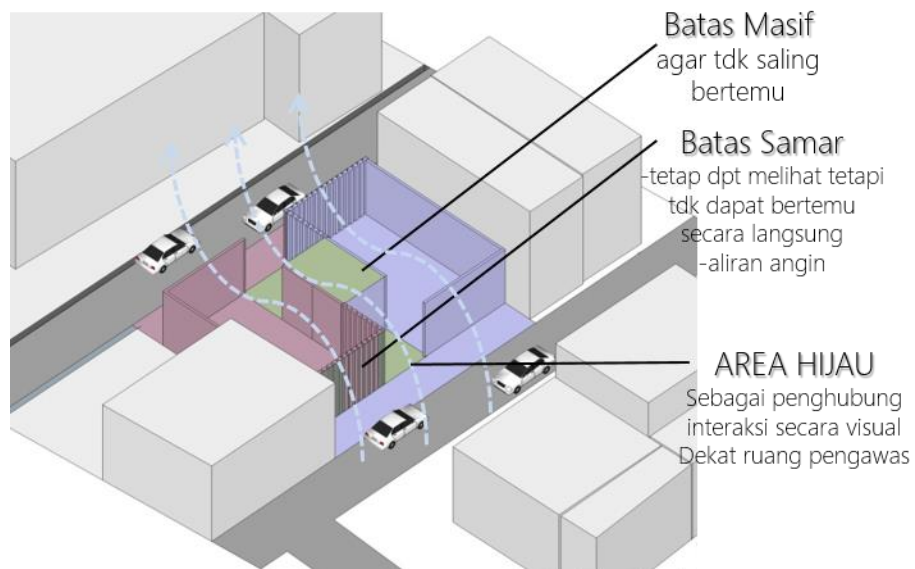 Batas Masif
agar tdk saling
bertemu
Batas Samar
-tetap dpt melihat tetapi
tdk dapat bertemu
secara langsung
-aliran angin
AREA HIJAU
Sebagai penghubung
interaksi secara visual
Dekat ruang pengawas